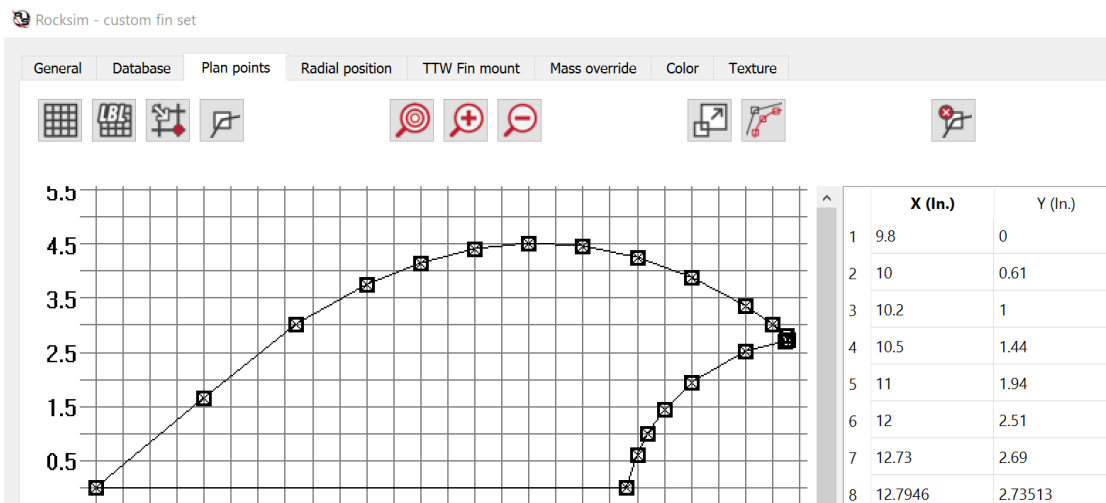 Rocksim - custom fin set
General Database Plan points Radial position TTW Fin mount Mass override Color Texture
LBL
X (In.) Y (In.)
1 9.8 0
2 10 0.61
3 10.2 1
4 10.5 1.44
5 11 1.94
6 12 2.51
7 12.73 2.69
8 12.7946 2.73513
5.5
4.5
3.5
2.5
1.5
0.5